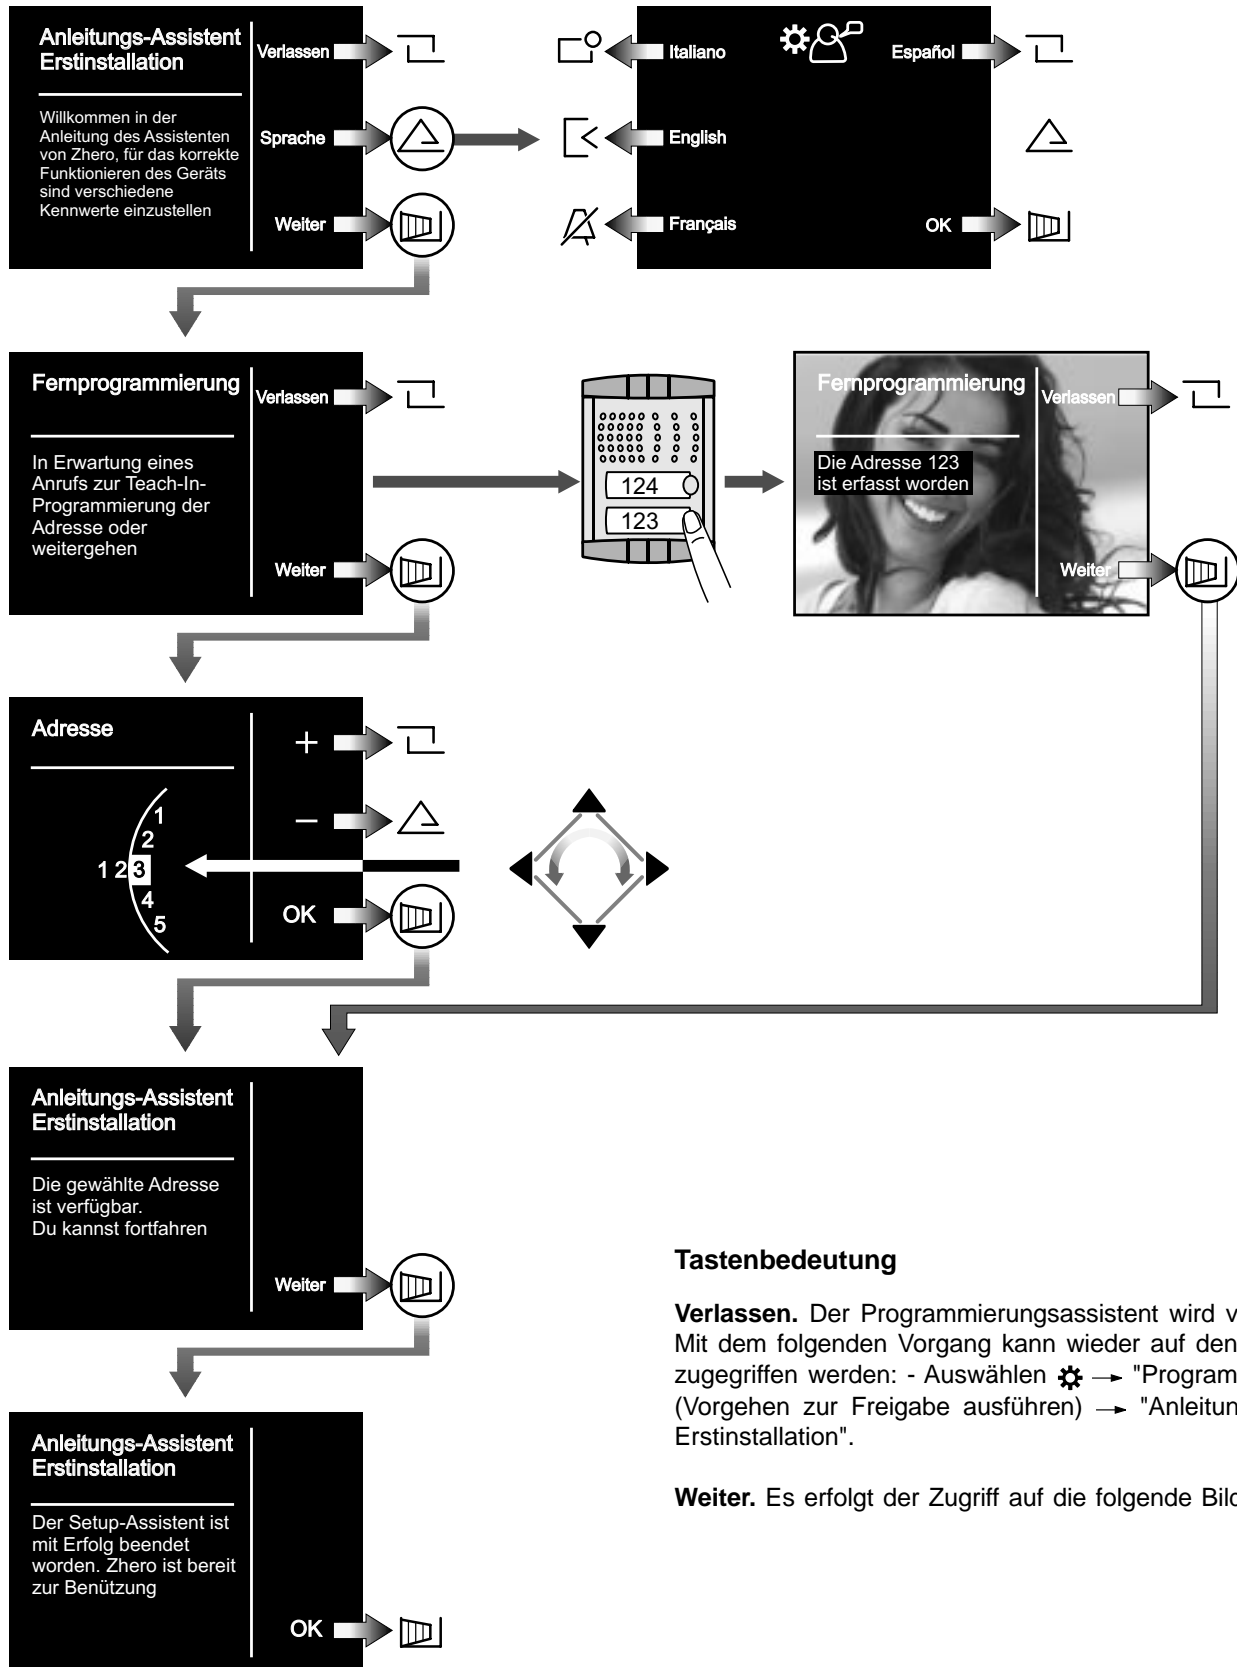 Anleitungs-Assistent
Erstinstallation
Willkommen in der
Anleitung des Assistenten
von Zhero, für das korrekte
Funktionieren des Geräts
sind verschiedene
Kennwerte einzustellen
Verlassen
Sprache
Weiter
Italiano
English
Français
Español
OK
Fernprogrammierung
In Erwartung eines
Anrufs zur Teach-In-
Programmierung der
Adresse oder
weitergehen
Verlassen
Weiter
124
123
Fernprogrammierung
Die Adresse 123
ist erfasst worden
Verlassen
Weiter
Adresse
1
2
1 2 3
4
5
+
–
OK
Anleitungs-Assistent
Erstinstallation
Die gewählte Adresse
ist verfügbar.
Du kannst fortfahren
Weiter
Anleitungs-Assistent
Erstinstallation
Der Setup-Assistent ist
mit Erfolg beendet
worden. Zhero ist bereit
zur Benützung
OK
Tastenbedeutung
Verlassen. Der Programmierungsassistent wird v
Mit dem folgenden Vorgang kann wieder auf den
zugegriffen werden: - Auswählen → "Program
(Vorgehen zur Freigabe ausführen) → "Anleitun
Erstinstallation".
Weiter. Es erfolgt der Zugriff auf die folgende Bild